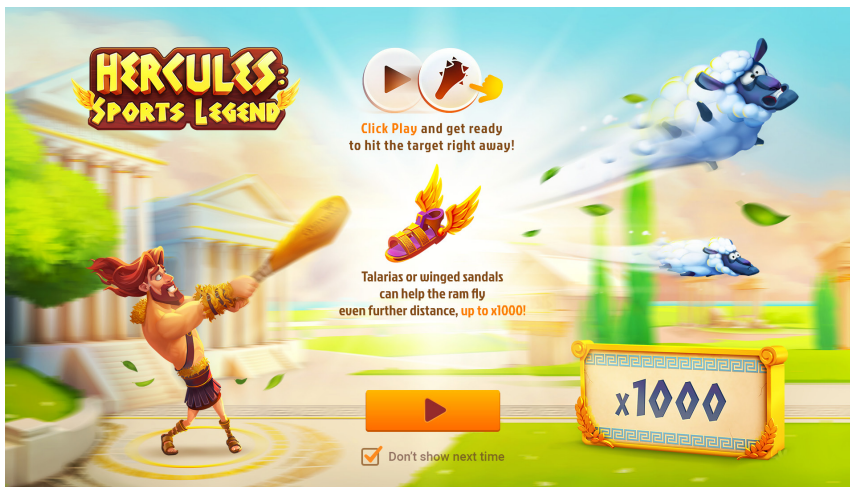 HERCULES:
SPORTS LEGEND
Click Play and get ready
to hit the target right away!
Talarias or winged sandals
can help the ram fly
even further distance, up to x1000!
x1000
Don't show next time